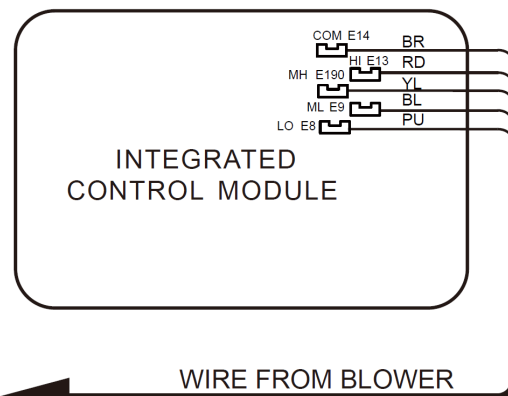 COM E14
BR
HI E13
RD
MH E190
YL
ML E9
BL
LO E8
PU
INTEGRATED
CONTROL MODULE
WIRE FROM BLOWER